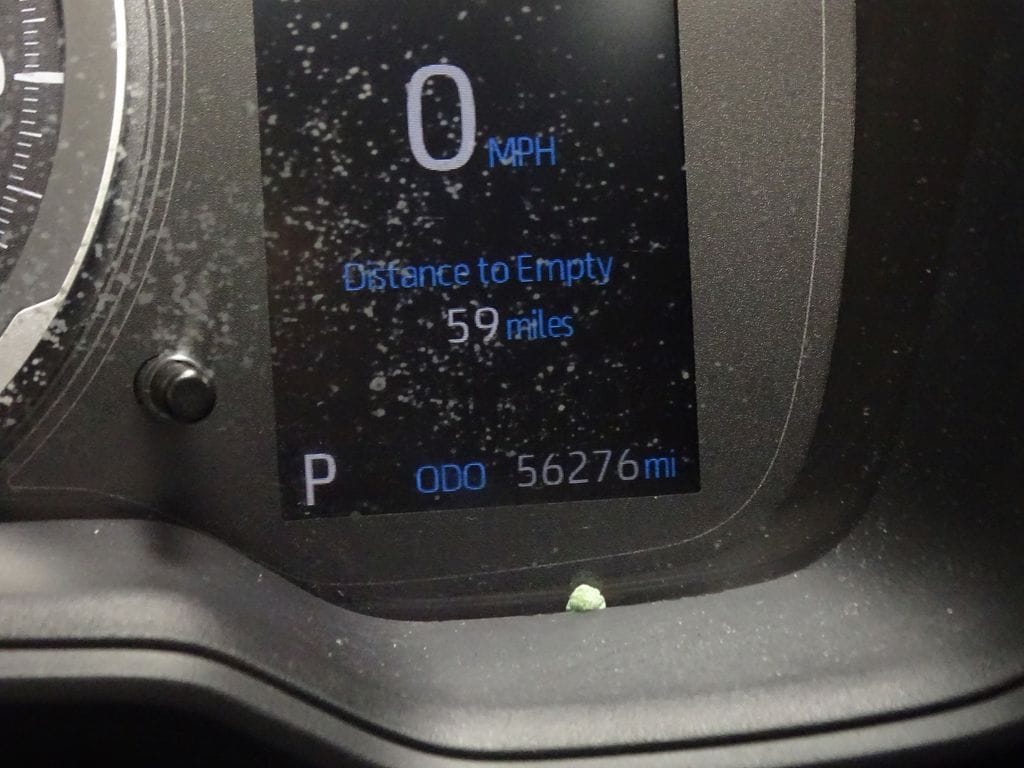 0 MPH
Distance to Empty
59 miles
P ODO 56276 mi